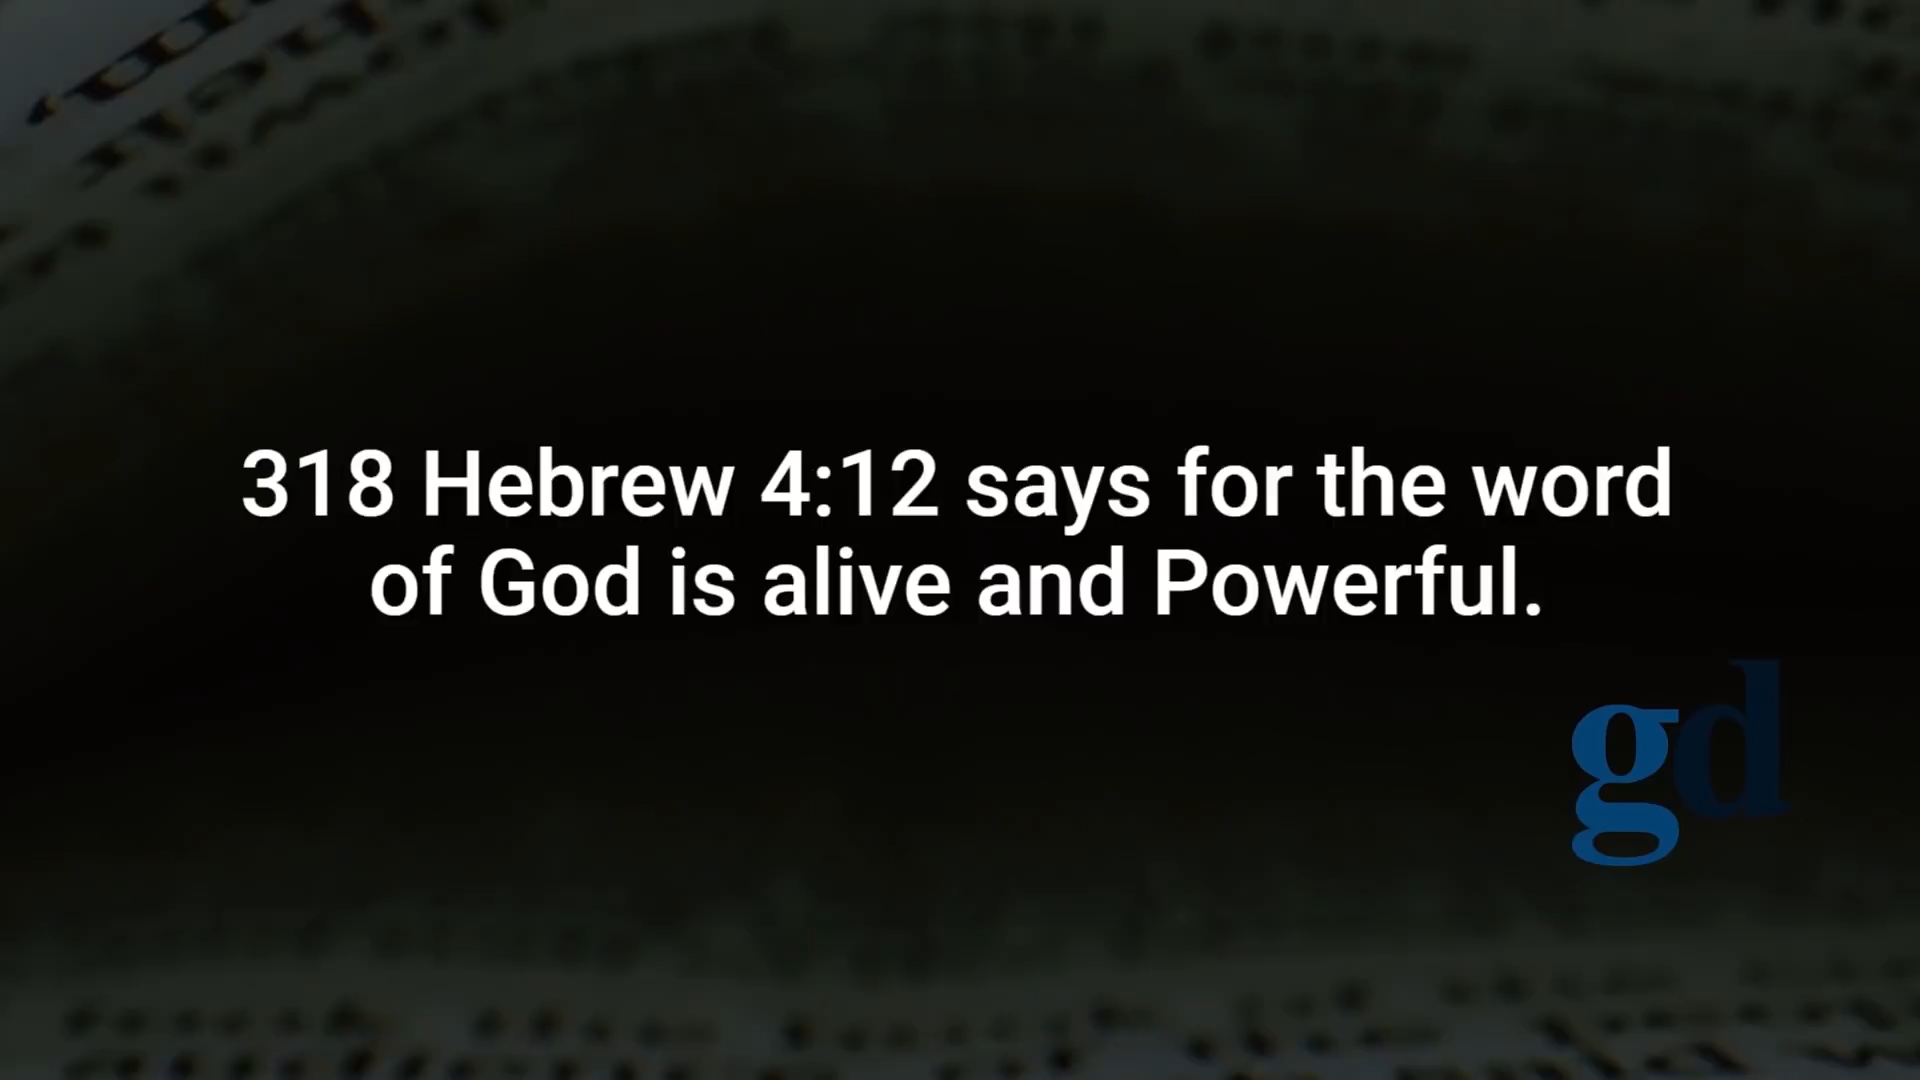 318 Hebrew 4:12 says for the word
of God is alive and Powerful.
gd